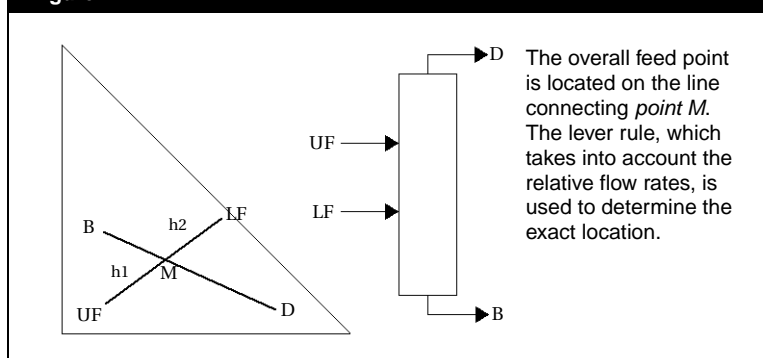 LF
B
h2
h1
M
UF
D
D
UF
LF
B
The overall feed point
is located on the line
connecting point M.
The lever rule, which
takes into account the
relative flow rates, is
used to determine the
exact location.